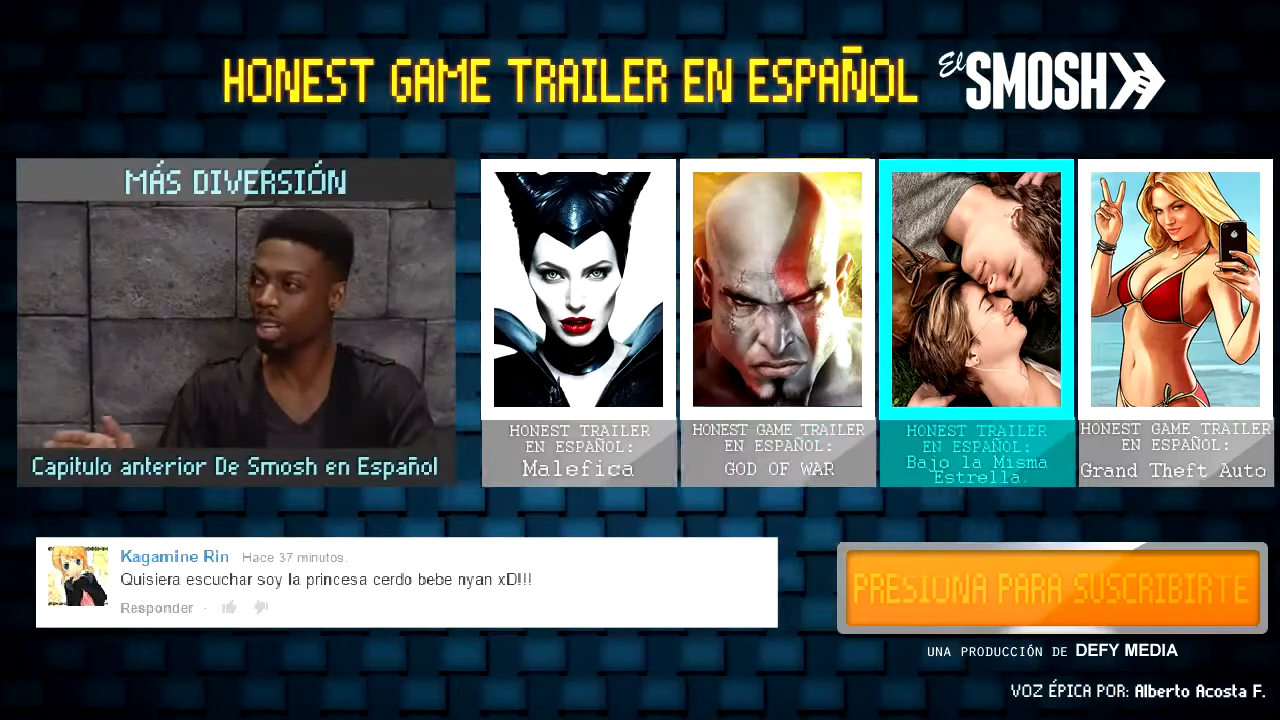 HONEST GAME TRAILER EN ESPAÑOL
El SMOSH
MÁS DIVERSIÓN
Capitulo anterior De Smosh en Español
HONEST TRAILER
EN ESPAÑOL:
Malefica
HONEST GAME TRAILER
EN ESPAÑOL:
GOD OF WAR
HONEST TRAILER
EN ESPAÑOL:
Bajo la Misma
Estrella.
HONEST GAME TRAILER
EN ESPAÑOL:
Grand Theft Auto
Kagamine Rin Hace 37 minutos.
Quisiera escuchar soy la princesa cerdo bebe nyan xD!!!
Responder ·
PRESIONA PARA SUSCRIBIRTE
UNA PRODUCCIÓN DE DEFY MEDIA
VOZ ÉPICA POR: Alberto Acosta F.